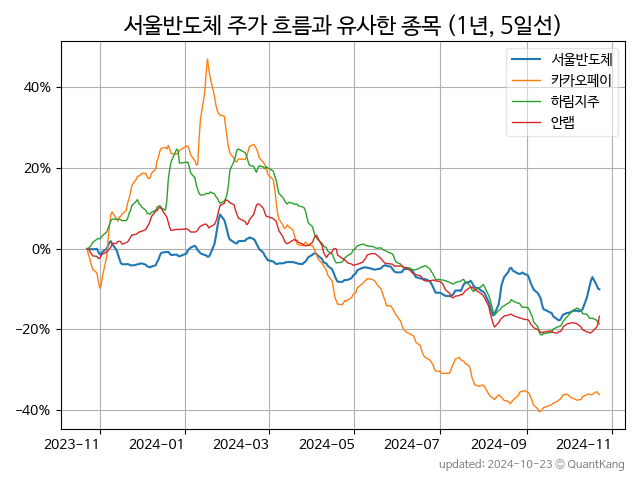 서울반도체 주가 흐름과 유사한 종목 (1년, 5일선)
서울반도체
카카오페이
하림지주
안랩
40%
20%
0%
−20%
−40%
2023−11
2024−01
2024−03
2024−05
2024−07
2024−09
2024−11
updated: 2024-10-23 © QuantKang